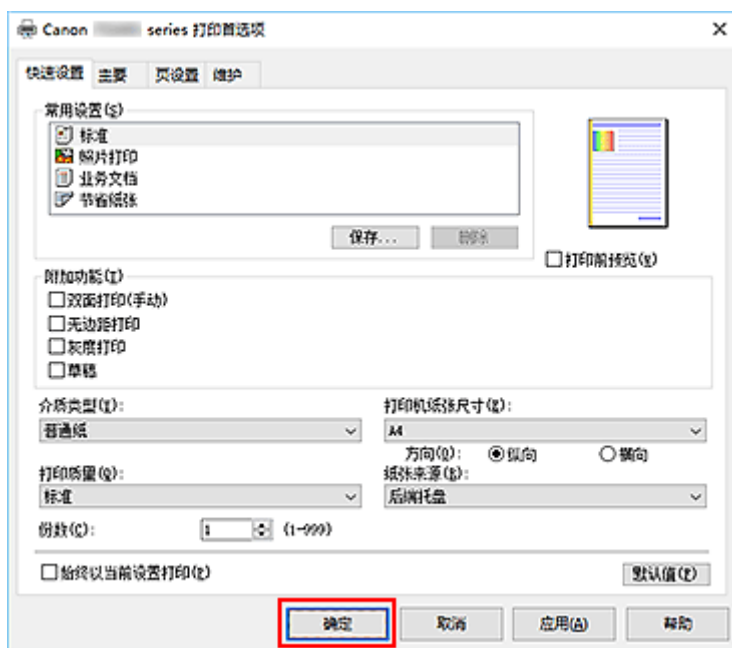 Canon series 打印首选项
快速设置 主要 页设置 维护
常用设置(S)
标准
照片打印
业务文档
节省纸张
保存... 删除
打印前预览(V)
附加功能(I)
双面打印(手动)
无边距打印
灰度打印
草稿
介质类型(Y): 打印机纸张尺寸(Z):
普通纸 A4
方向(O): 纵向 横向
打印质量(Q): 纸张来源(B):
标准 后端托盘
份数(C): 1 (1-999)
始终以当前设置打印(R) 默认值(F)
确定 取消 应用(A) 帮助